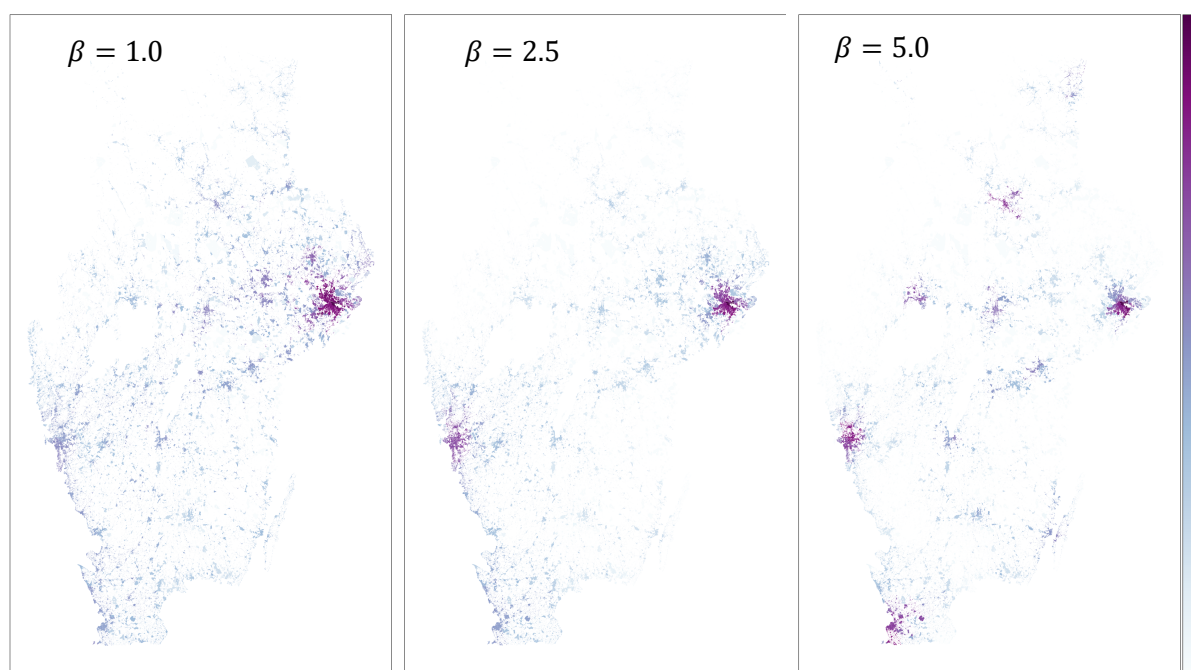 β = 1.0
β = 2.5
β = 5.0